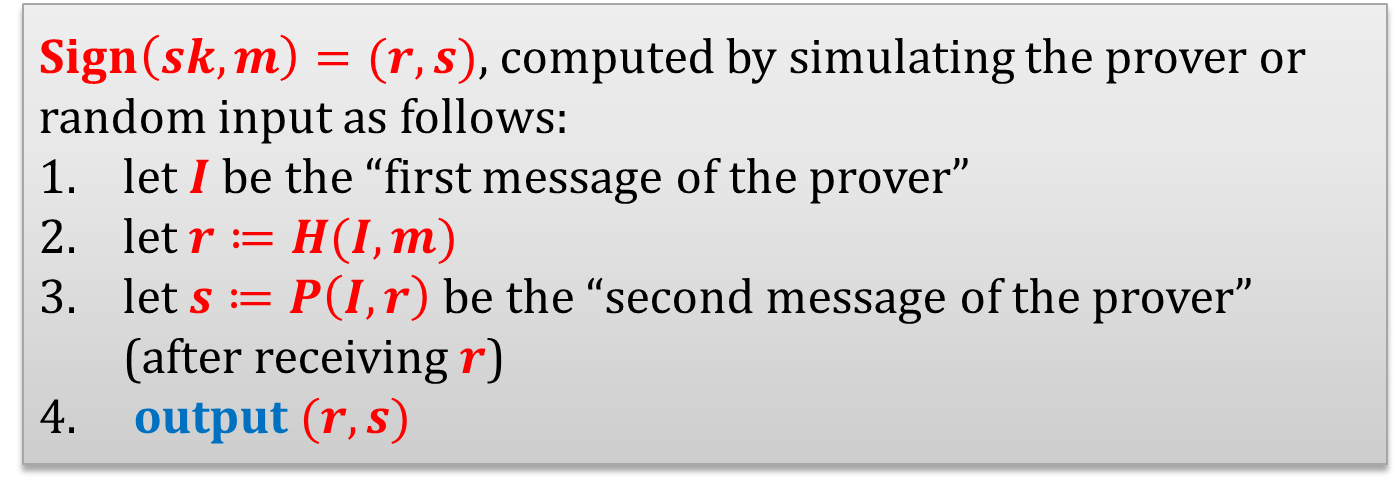 Sign(sk, m) = (r, s), computed by simulating the prover or
random input as follows:
1. let I be the “first message of the prover”
2. let r ≔ H(I, m)
3. let s ≔ P(I, r) be the “second message of the prover”
(after receiving r)
4. output (r, s)